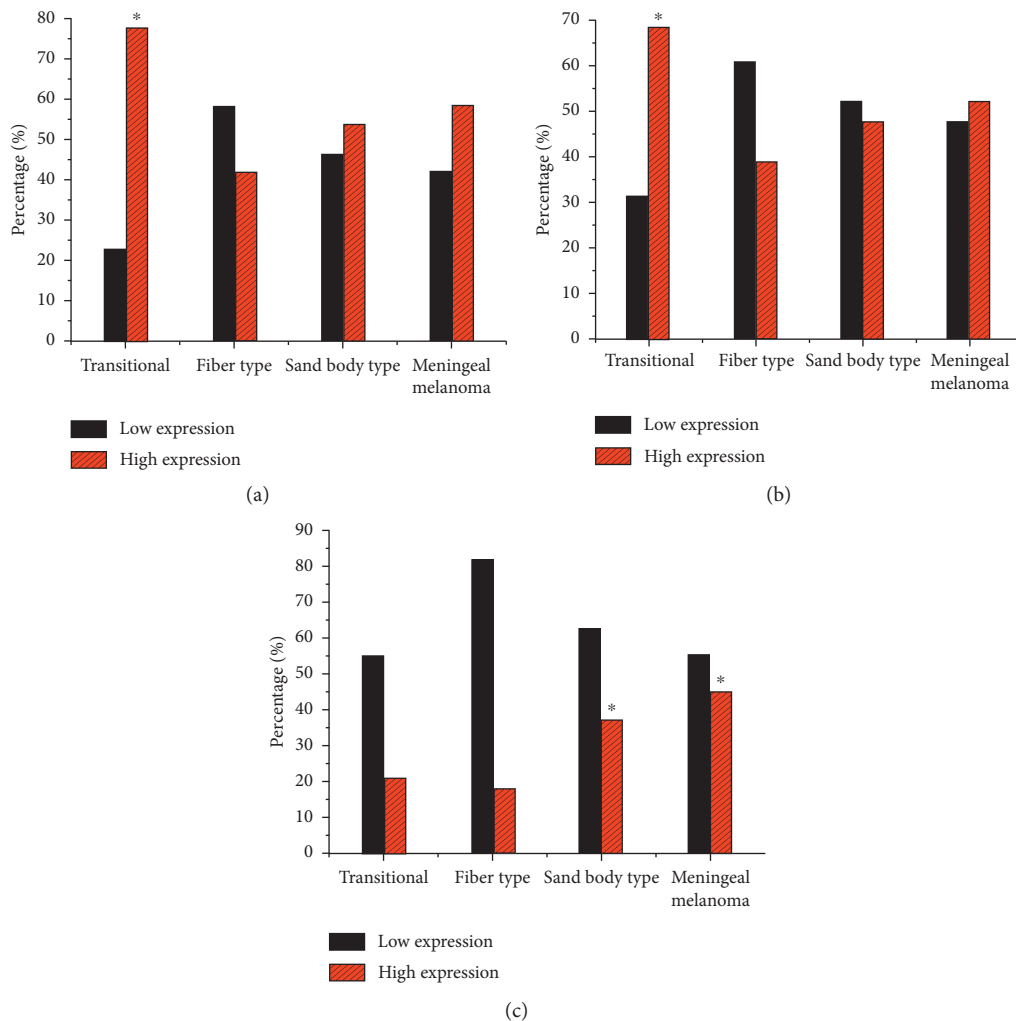 80
70
60
50
40
30
20
10
0
Percentage (%)
*
Transitional
Fiber type
Sand body type
Meningeal
melanoma
Low expression
High expression
(a)
70
60
50
40
30
20
10
0
Percentage (%)
*
Transitional
Fiber type
Sand body type
Meningeal
melanoma
Low expression
High expression
(b)
90
80
70
60
50
40
30
20
10
0
Percentage (%)
*
*
Transitional
Fiber type
Sand body type
Meningeal
melanoma
Low expression
High expression
(c)